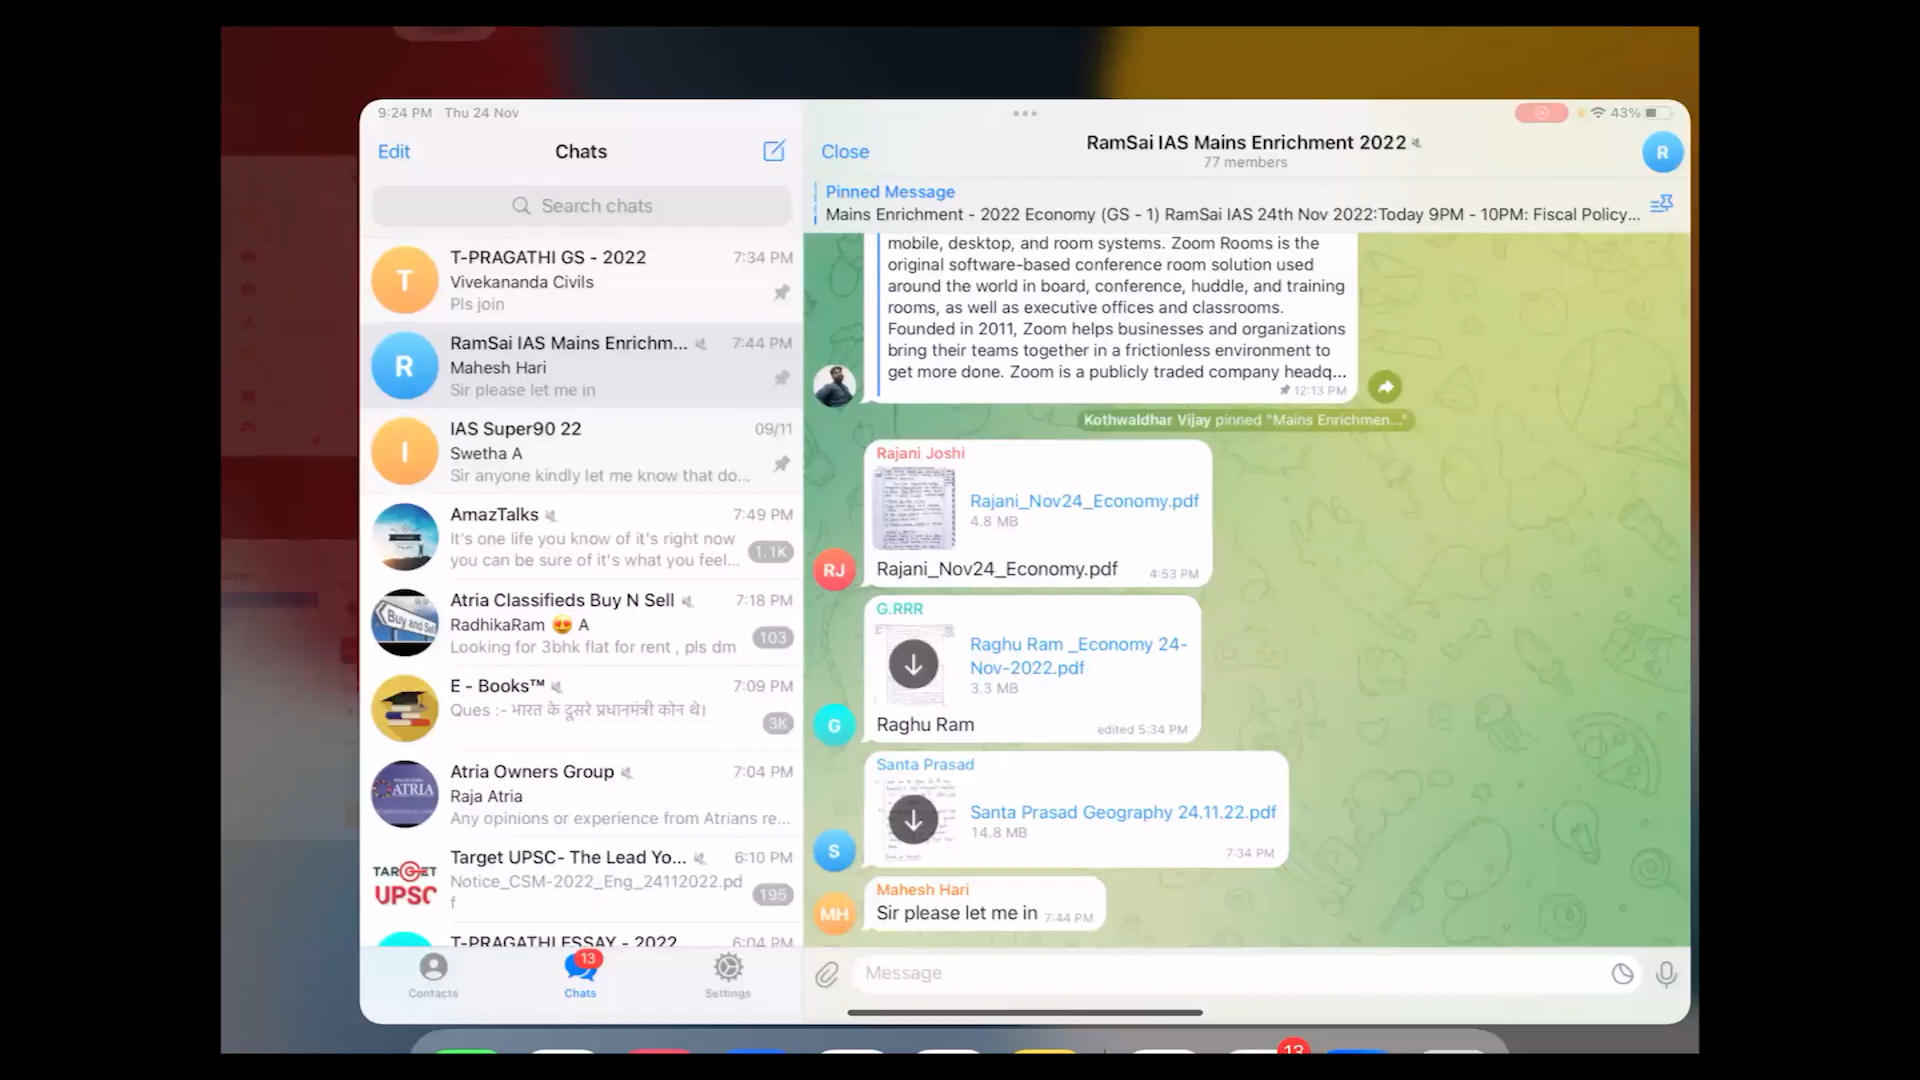 9:24 PM Thu 24 Nov
43%
Edit
Chats
Search chats
T
T-PRAGATHI GS - 2022
7:34 PM
Vivekananda Civils
Pls join
R
RamSai IAS Mains Enrichm...
7:44 PM
Mahesh Hari
Sir please let me in
I
IAS Super90 22
09/11
Swetha A
Sir anyone kindly let me know that do...
AmazTalks
7:49 PM
It's one life you know of it's right now
you can be sure of it's what you feel...
1.1K
Buy and Sell
Atria Classifieds Buy N Sell
7:18 PM
RadhikaRam 😍 A
Looking for 3bhk flat for rent , pls dm
103
E - Books™
7:09 PM
Ques :- भारत के दूसरे प्रधानमंत्री कोन थे।
3K
ATRIA
Atria Owners Group
7:04 PM
Raja Atria
Any opinions or experience from Atrians re...
TARGET
UPSC
Target UPSC- The Lead Yo...
6:10 PM
Notice_CSM-2022_Eng_24112022.pd
f
195
T-PRAGATHI ESSAY - 2022
6:04 PM
Contacts
13
Chats
Settings
Close
RamSai IAS Mains Enrichment 2022
77 members
R
Pinned Message
Mains Enrichment - 2022 Economy (GS - 1) RamSai IAS 24th Nov 2022:Today 9PM - 10PM: Fiscal Policy...
mobile, desktop, and room systems. Zoom Rooms is the
original software-based conference room solution used
around the world in board, conference, huddle, and training
rooms, as well as executive offices and classrooms.
Founded in 2011, Zoom helps businesses and organizations
bring their teams together in a frictionless environment to
get more done. Zoom is a publicly traded company headq...
12:13 PM
Kothwaldhar Vijay pinned "Mains Enrichmen..."
Rajani Joshi
Rajani_Nov24_Economy.pdf
4.8 MB
RJ
Rajani_Nov24_Economy.pdf
4:53 PM
G.RRR
Raghu Ram _Economy 24-
Nov-2022.pdf
3.3 MB
G
Raghu Ram
edited 5:34 PM
Santa Prasad
Santa Prasad Geography 24.11.22.pdf
14.8 MB
S
7:34 PM
Mahesh Hari
MH
Sir please let me in 7:44 PM
Message
13